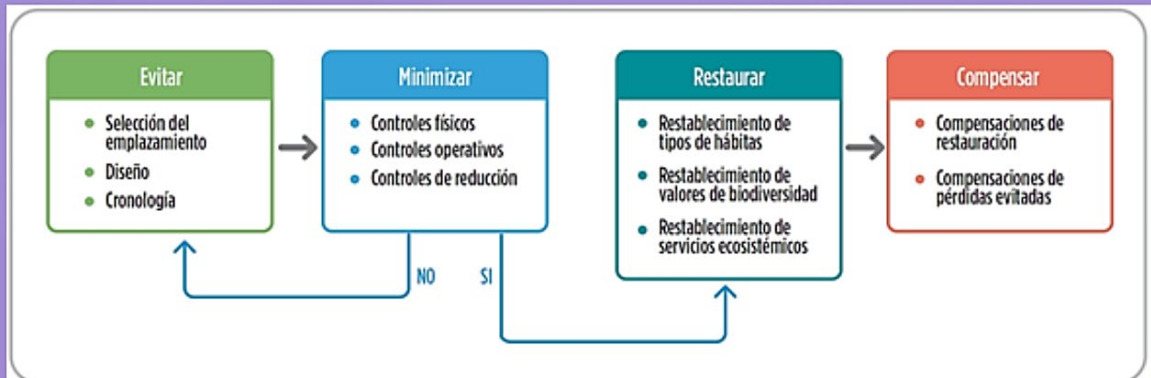 Evitar
Selección del
emplazamiento
Diseño
Cronología
Minimizar
Controles físicos
Controles operativos
Controles de reducción
NO
SI
Restaurar
Restablecimiento de
tipos de hábitas
Restablecimiento de
valores de biodiversidad
Restablecimiento de
servicios ecosistémicos
Compensar
Compensaciones de
restauración
Compensaciones de
pérdidas evitadas